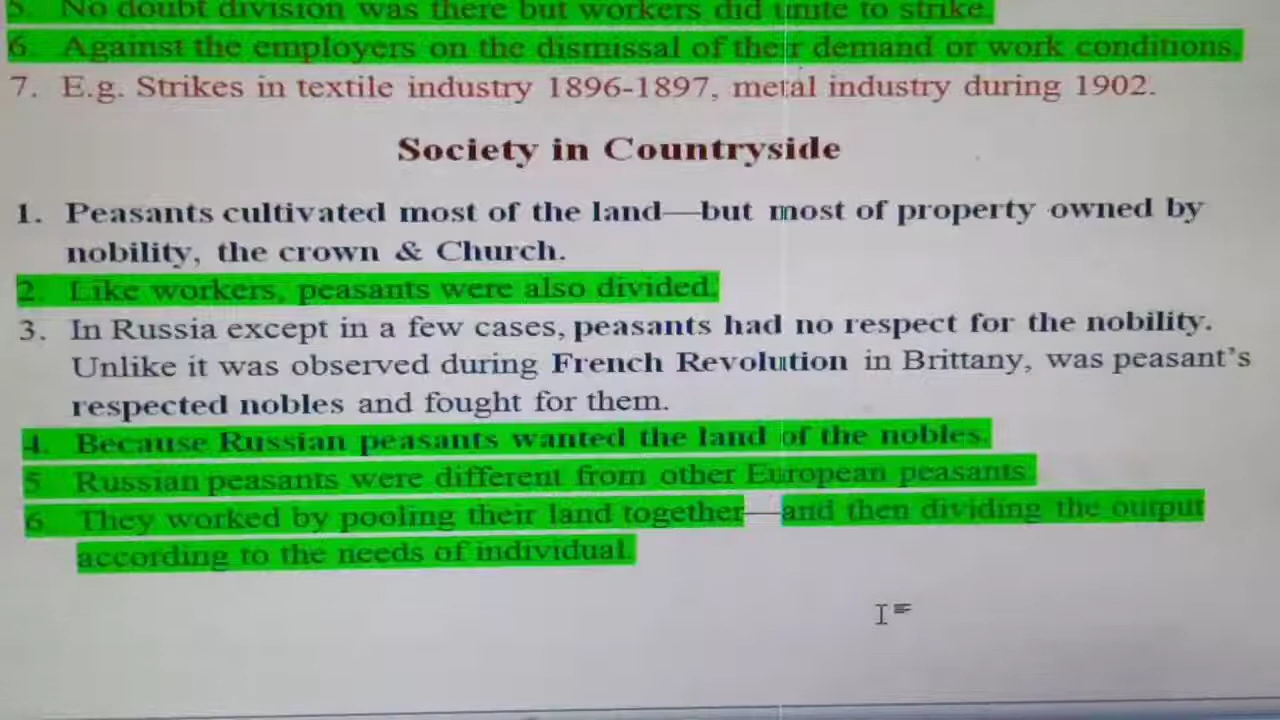 5. No doubt division was there but workers did unite to strike
6. Against the employers on the dismissal of their demand or work conditions.
7. E.g. Strikes in textile industry 1896-1897, metal industry during 1902.
Society in Countryside
1. Peasants cultivated most of the land—but most of property owned by
nobility, the crown & Church.
2. Like workers, peasants were also divided.
3. In Russia except in a few cases, peasants had no respect for the nobility.
Unlike it was observed during French Revolution in Brittany, was peasant's
respected nobles and fought for them.
4. Because Russian peasants wanted the land of the nobles.
5 Russian peasants were different from other European peasants
6. They worked by pooling their land together—and then dividing the output
according to the needs of individual.